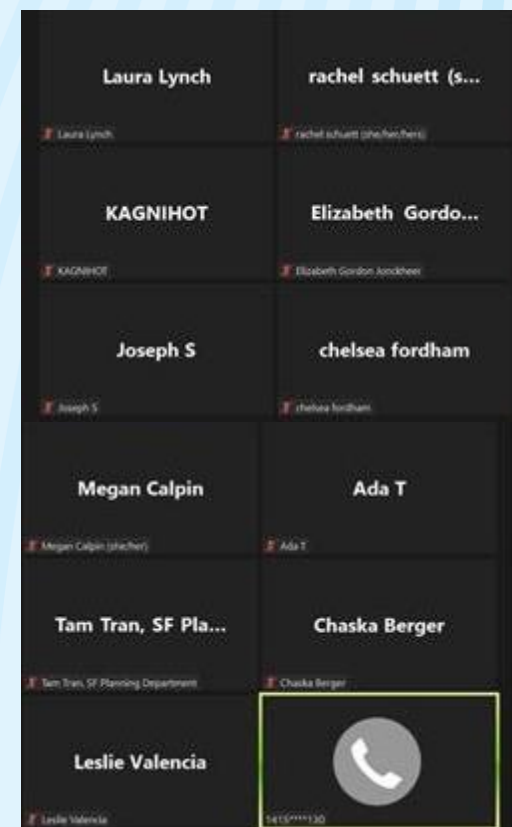 Laura Lynch
rachel schuett (s...
Laura Lynch
rachel schuett (she/her/hers)
KAGNIHOT
Elizabeth Gordo...
KAGNIHOT
Elizabeth Gordon Jonckheer
Joseph S
chelsea fordham
Joseph S
chelsea fordham
Megan Calpin
Ada T
Megan Calpin (she/her)
Ada T
Tam Tran, SF Pla...
Chaska Berger
Tam Tran, SF Planning Department
Chaska Berger
Leslie Valencia
Leslie Valencia
1415****130